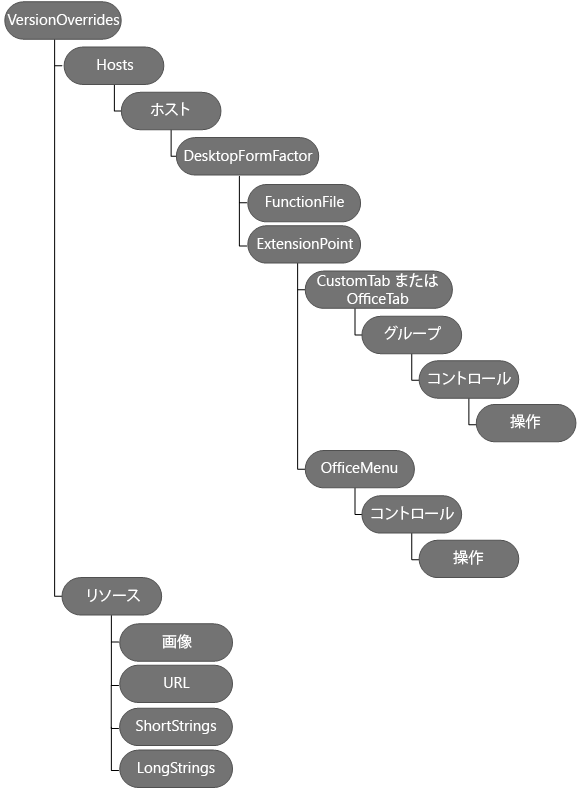 VersionOverrides
Hosts
ホスト
DesktopFormFactor
FunctionFile
ExtensionPoint
CustomTab または
OfficeTab
グループ
コントロール
操作
OfficeMenu
コントロール
操作
リソース
画像
URL
ShortStrings
LongStrings